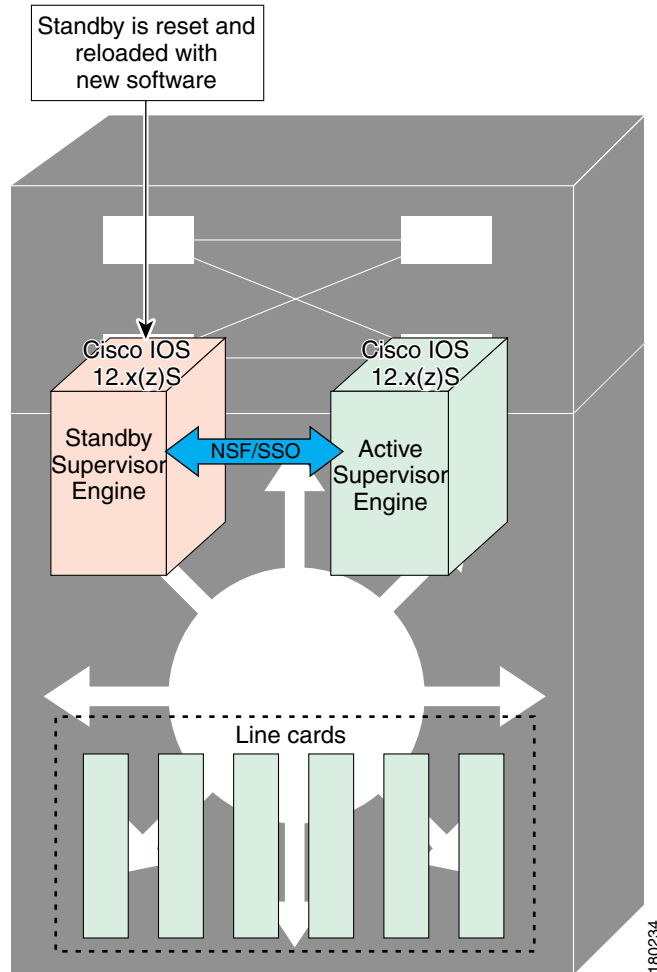 Standby is reset and
reloaded with
new software
Cisco IOS
12.x(z)S
Cisco IOS
12.x(z)S
Standby
Supervisor
Engine
NSF/SSO
Active
Supervisor
Engine
Line cards
180234